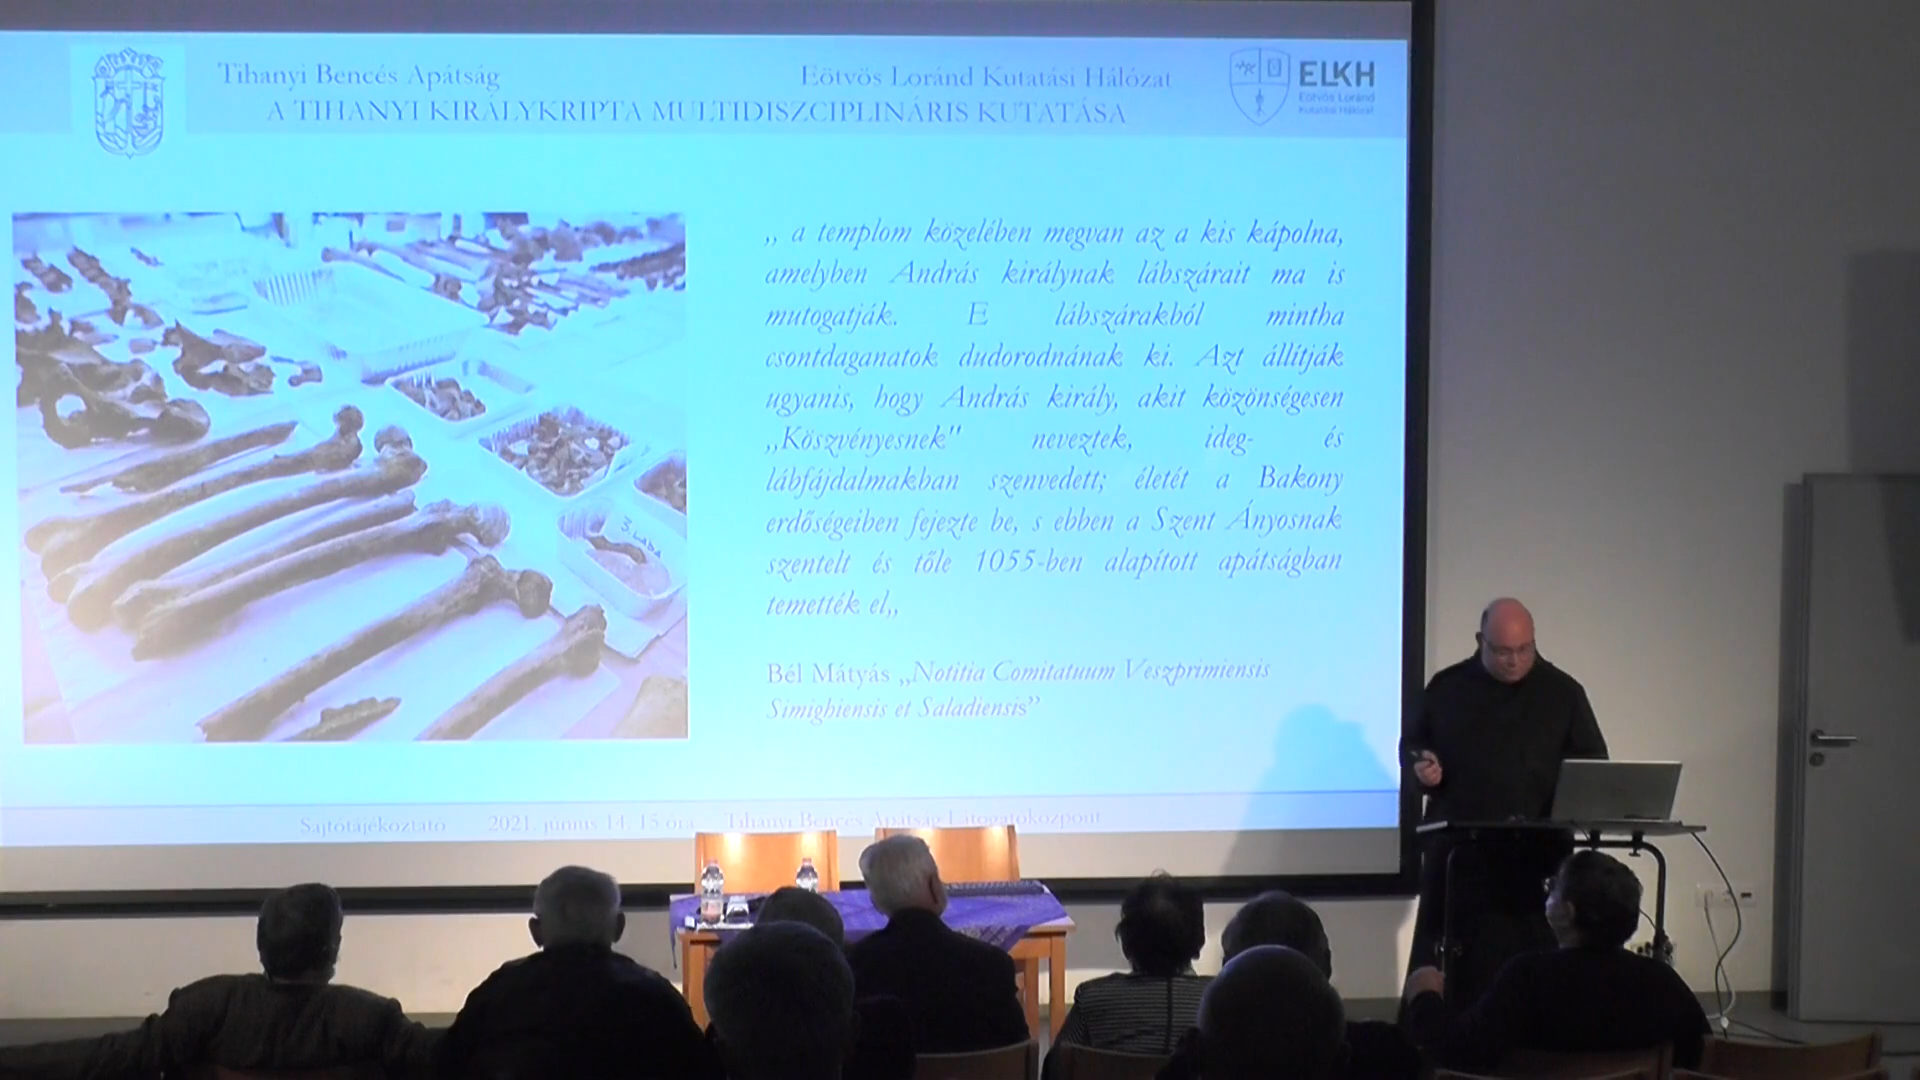 Tihanyi Bencés Apátság
Eötvös Loránd Kutatási Hálózat
A TIHANYI KIRÁLYKRIPTA MULTIDISZCIPLINÁRIS KUTATÁSA
ELKH
Eötvös Loránd
Kutatási Hálózat
„ a templom közelében megvan az a kis kápolna,
amelyben András királynak lábszárait ma is
mutogatják. E lábszárakból mintha
csontdaganatok dudorodnának ki. Azt állítják
ugyanis, hogy András király, akit közönségesen
„Köszvényesnek" neveztek, ideg- és
lábfájdalmakban szenvedett; életét a Bakony
erdőségeiben fejezte be, s ebben a Szent Ányosnak
szentelt és tőle 1055-ben alapított apátságban
temették el„
Bél Mátyás „Notitia Comitatuum Veszprimiensis
Simighiensis et Saladiensis”
Sajtótájékoztató 2021. június 14. 15 óra Tihanyi Bencés Apátság Látogatóközpont